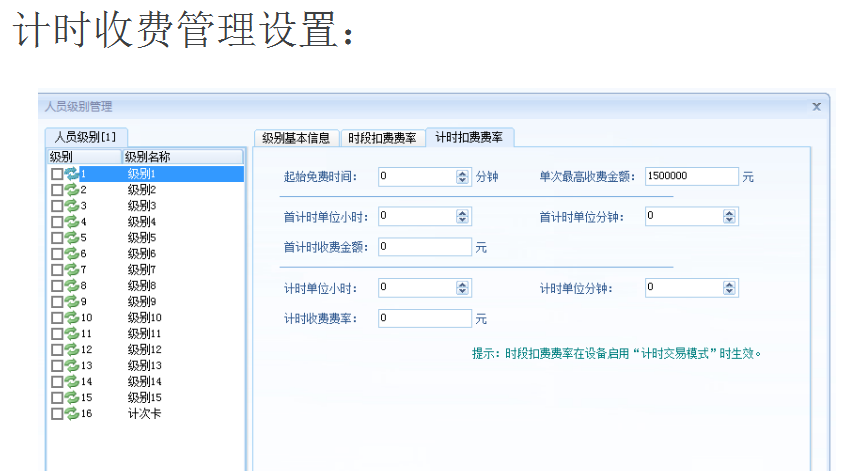 计时收费管理设置：
人员级别管理 x
人员级别[1]
级别 级别名称
1 级别1
2 级别2
3 级别3
4 级别4
5 级别5
6 级别6
7 级别7
8 级别8
9 级别9
10 级别10
11 级别11
12 级别12
13 级别13
14 级别14
15 级别15
16 计次卡
级别基本信息 时段扣费费率 计时扣费费率
起始免费时间： 0 分钟 单次最高收费金额： 1500000 元
首计时单位小时： 0 首计时单位分钟： 0
首计时收费金额： 0 元
计时单位小时： 0 计时单位分钟： 0
计时收费费率： 0 元
提示：时段扣费费率在设备启用“计时交易模式”时生效。